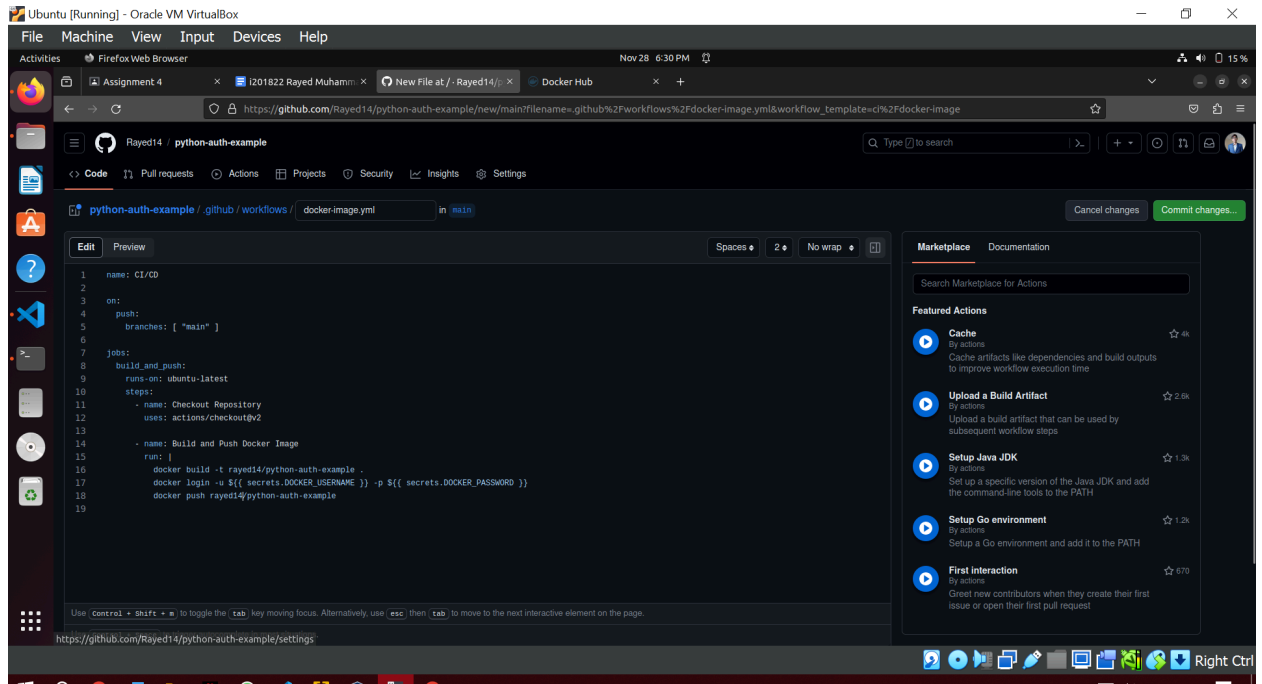 Ubuntu [Running] - Oracle VM VirtualBox
File Machine View Input Devices Help
Activities Firefox Web Browser Nov 28 6:30 PM 15 %
Assignment 4 × i201822 Rayed Muhamm × New File at / · Rayed14/p × Docker Hub × +
https://github.com/Rayed14/python-auth-example/new/main?filename=.github%2Fworkflows%2Fdocker-image.yml&workflow_template=ci%2Fdocker-image
Rayed14 / python-auth-example Type / to search
<> Code Pull requests Actions Projects Security Insights Settings
python-auth-example / .github / workflows / docker-image.yml in main Cancel changes Commit changes...
Edit Preview Spaces 2 No wrap
1 name: CI/CD
2
3 on:
4 push:
5 branches: [ "main" ]
6
7 jobs:
8 build_and_push:
9 runs-on: ubuntu-latest
10 steps:
11 - name: Checkout Repository
12 uses: actions/checkout@v2
13
14 - name: Build and Push Docker Image
15 run: |
16 docker build -t rayed14/python-auth-example .
17 docker login -u ${{ secrets.DOCKER_USERNAME }} -p ${{ secrets.DOCKER_PASSWORD }}
18 docker push rayed14/python-auth-example
19
Use Control + Shift + m to toggle the tab key moving focus. Alternatively, use esc then tab to move to the next interactive element on the page.
https://github.com/Rayed14/python-auth-example/settings
Marketplace Documentation
Search Marketplace for Actions
Featured Actions
Cache 4k
By actions
Cache artifacts like dependencies and build outputs
to improve workflow execution time
Upload a Build Artifact 2.6k
By actions
Upload a build artifact that can be used by
subsequent workflow steps
Setup Java JDK 1.3k
By actions
Set up a specific version of the Java JDK and add
the command-line tools to the PATH
Setup Go environment 1.2k
By actions
Setup a Go environment and add it to the PATH
First interaction 670
By actions
Greet new contributors when they create their first
issue or open their first pull request
Right Ctrl